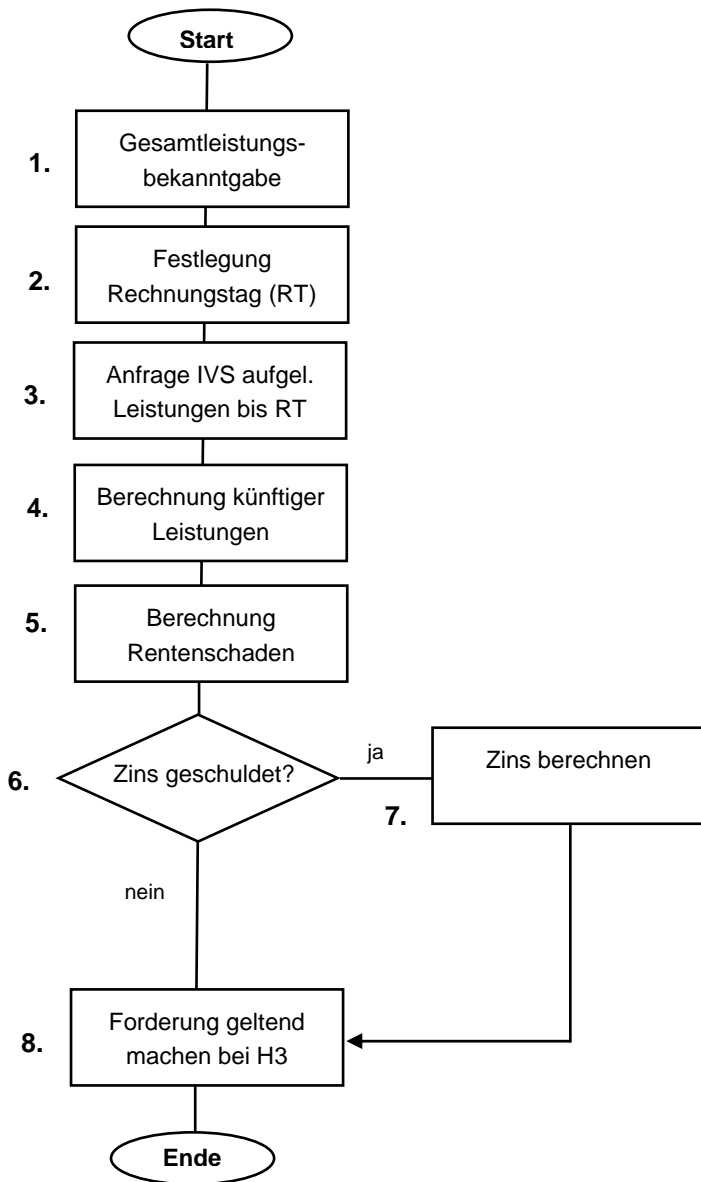 Start
1.
Gesamtleistungs-
bekanntgabe
2.
Festlegung
Rechnungstag (RT)
3.
Anfrage IVS aufgel.
Leistungen bis RT
4.
Berechnung künftiger
Leistungen
5.
Berechnung
Rentenschaden
6.
Zins geschuldet?
ja
7.
Zins berechnen
nein
8.
Forderung geltend
machen bei H3
Ende